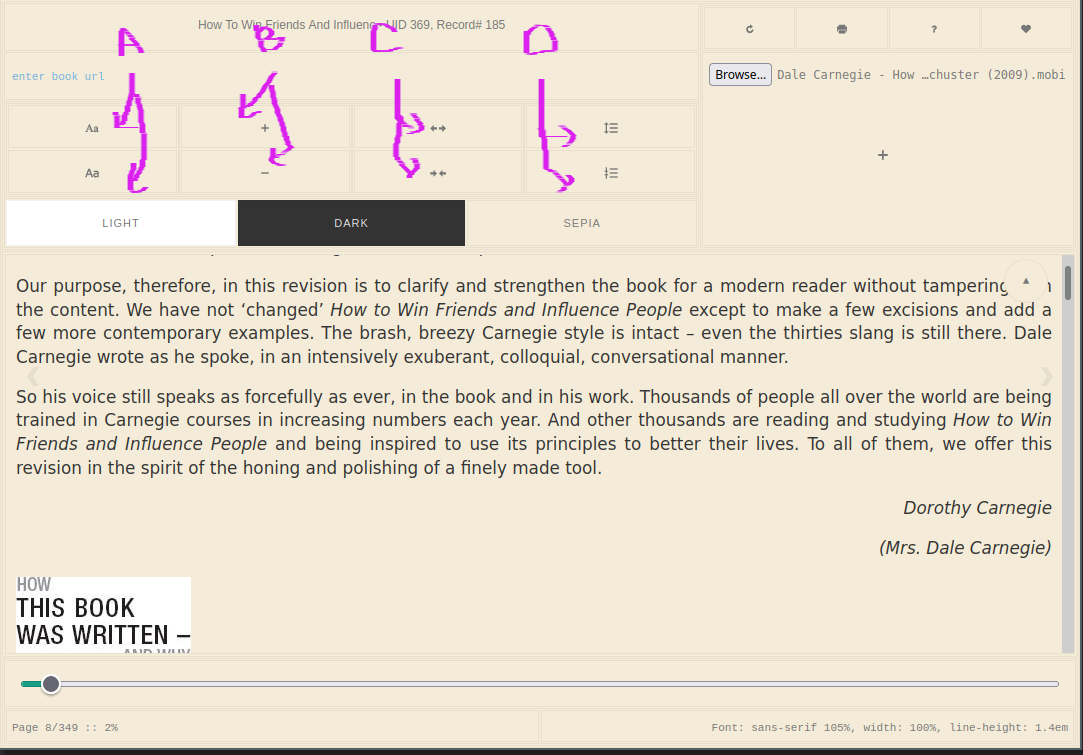 How To Win Friends And Influenc UID 369, Record# 185
A B C D
enter book url
?
Browse... Dale Carnegie - How …chuster (2009).mobi
Aa +
Aa −
+
LIGHT DARK SEPIA
Our purpose, therefore, in this revision is to clarify and strengthen the book for a modern reader without tampering
the content. We have not ‘changed’ How to Win Friends and Influence People except to make a few excisions and add a
few more contemporary examples. The brash, breezy Carnegie style is intact – even the thirties slang is still there. Dale
Carnegie wrote as he spoke, in an intensively exuberant, colloquial, conversational manner.
So his voice still speaks as forcefully as ever, in the book and in his work. Thousands of people all over the world are being
trained in Carnegie courses in increasing numbers each year. And other thousands are reading and studying How to Win
Friends and Influence People and being inspired to use its principles to better their lives. To all of them, we offer this
revision in the spirit of the honing and polishing of a finely made tool.
Dorothy Carnegie
(Mrs. Dale Carnegie)
HOW
THIS BOOK
WAS WRITTEN –
AND WHY
Page 8/349 :: 2%
Font: sans-serif 105%, width: 100%, line-height: 1.4em